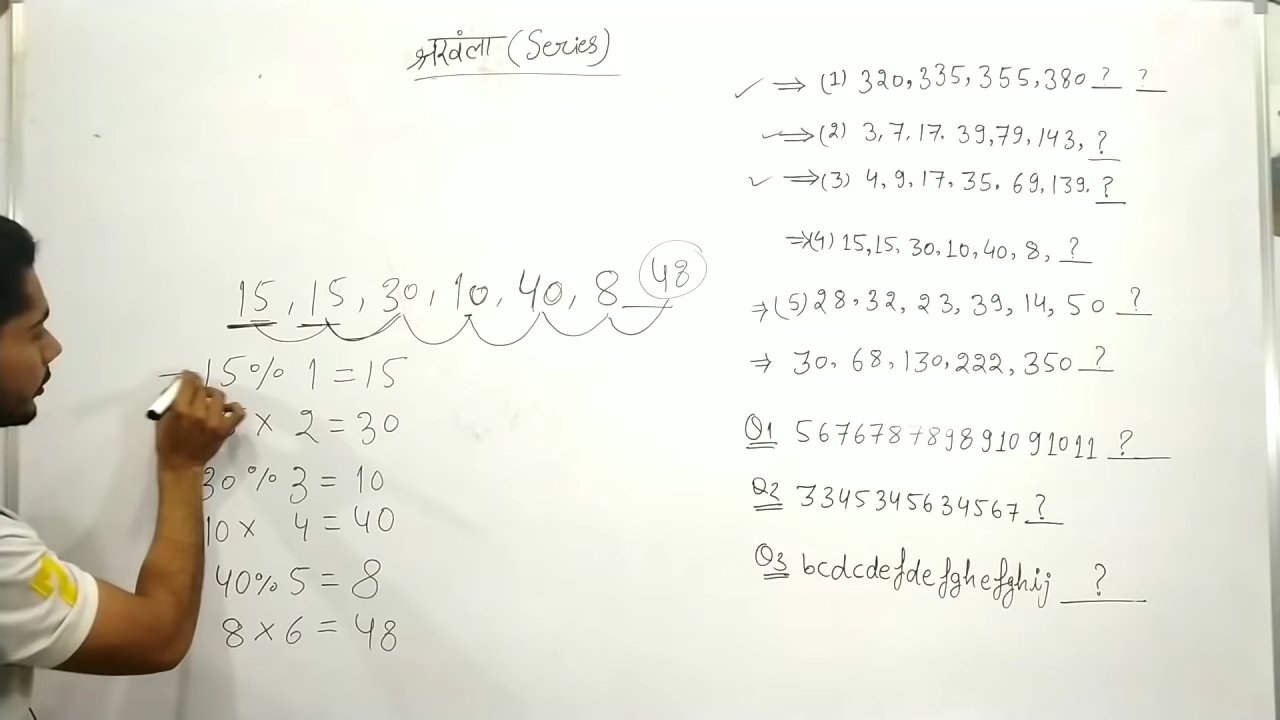 श्रखंला (Series)
15, 15, 30, 10, 40, 8 48
15% 1 = 15
× 2 = 30
30 % 3 = 10
10 × 4 = 40
40% 5 = 8
8 × 6 = 48
✓ ⇒ (1) 320, 335, 355, 380 ? ?
✓ ⇒ (2) 3, 7, 17. 39, 79, 143, ?
✓ ⇒ (3) 4, 9, 17, 35. 69, 139. ?
⇒ (4) 15, 15, 30, 10, 40, 8, ?
⇒ (5) 28, 32, 23, 39, 14, 50 ?
⇒ 30, 68, 130, 222, 350 ?
Q1 567678789891091011 ?
Q2 3345345634567 ?
Q3 bcdcdefdefghefghij ?